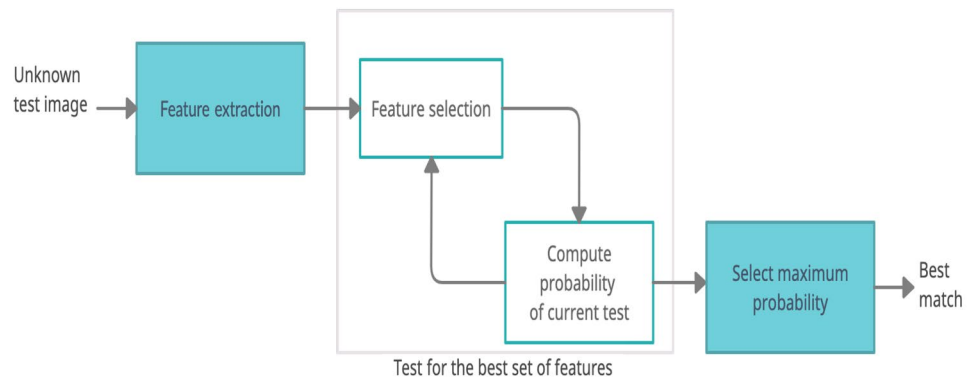 Unknown
test image
Feature extraction
Feature selection
Compute
probability
of current test
Select maximum
probability
Best
match
Test for the best set of features